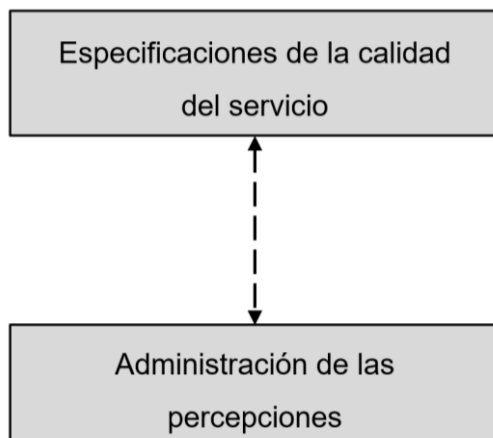 Especificaciones de la calidad
del servicio
Administración de las
percepciones